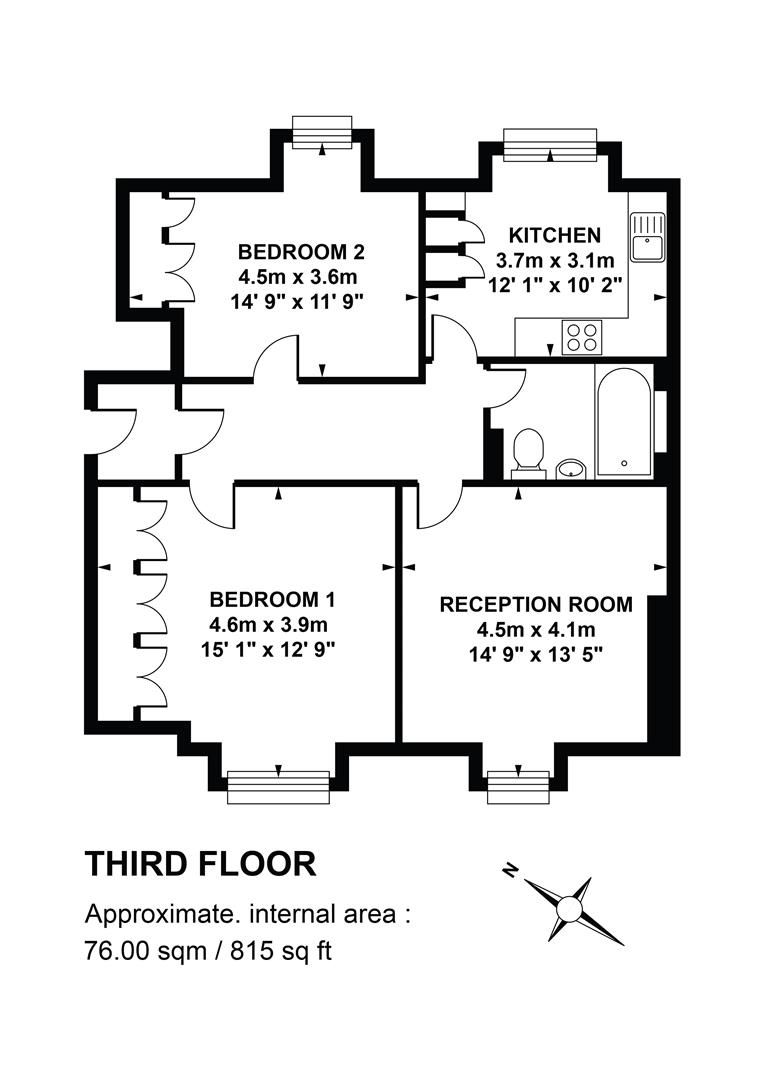 BEDROOM 2
4.5m x 3.6m
14' 9" x 11' 9"
KITCHEN
3.7m x 3.1m
12' 1" x 10' 2"
BEDROOM 1
4.6m x 3.9m
15' 1" x 12' 9"
RECEPTION ROOM
4.5m x 4.1m
14' 9" x 13' 5"
THIRD FLOOR
Approximate. internal area :
76.00 sqm / 815 sq ft
N